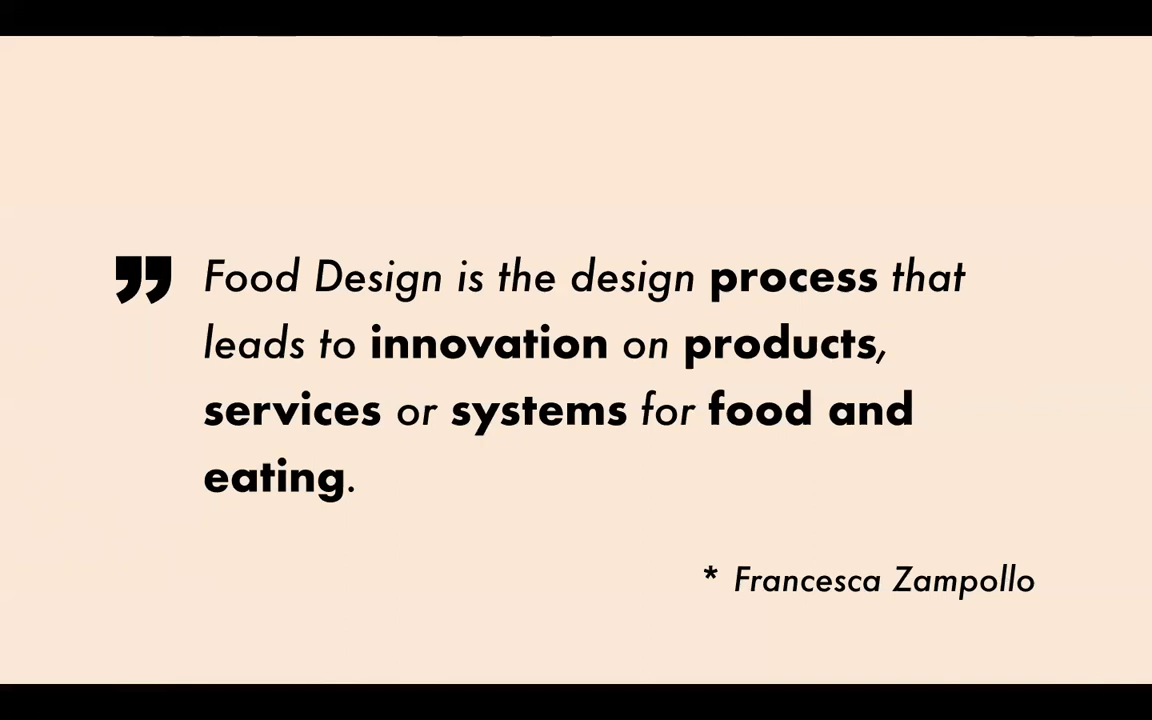 ” Food Design is the design process that
leads to innovation on products,
services or systems for food and
eating.
* Francesca Zampollo